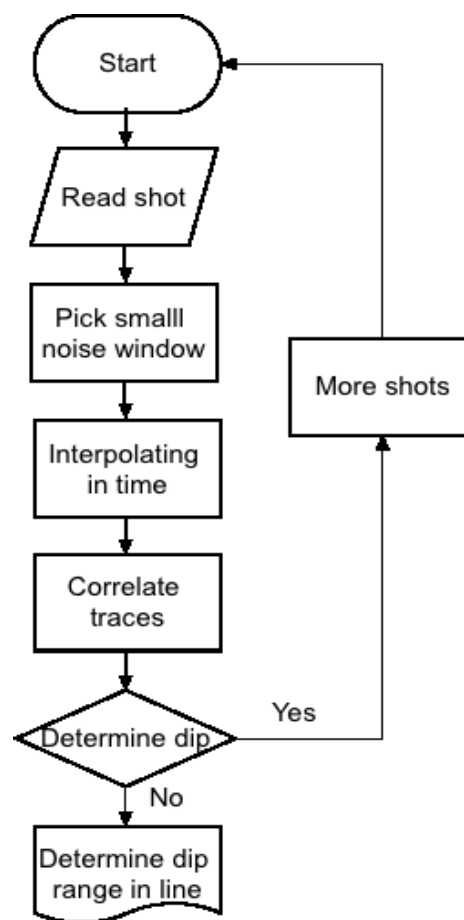 Start
Read shot
Pick smalll
noise window
Interpolating
in time
Correlate
traces
Determine dip
Yes
More shots
No
Determine dip
range in line